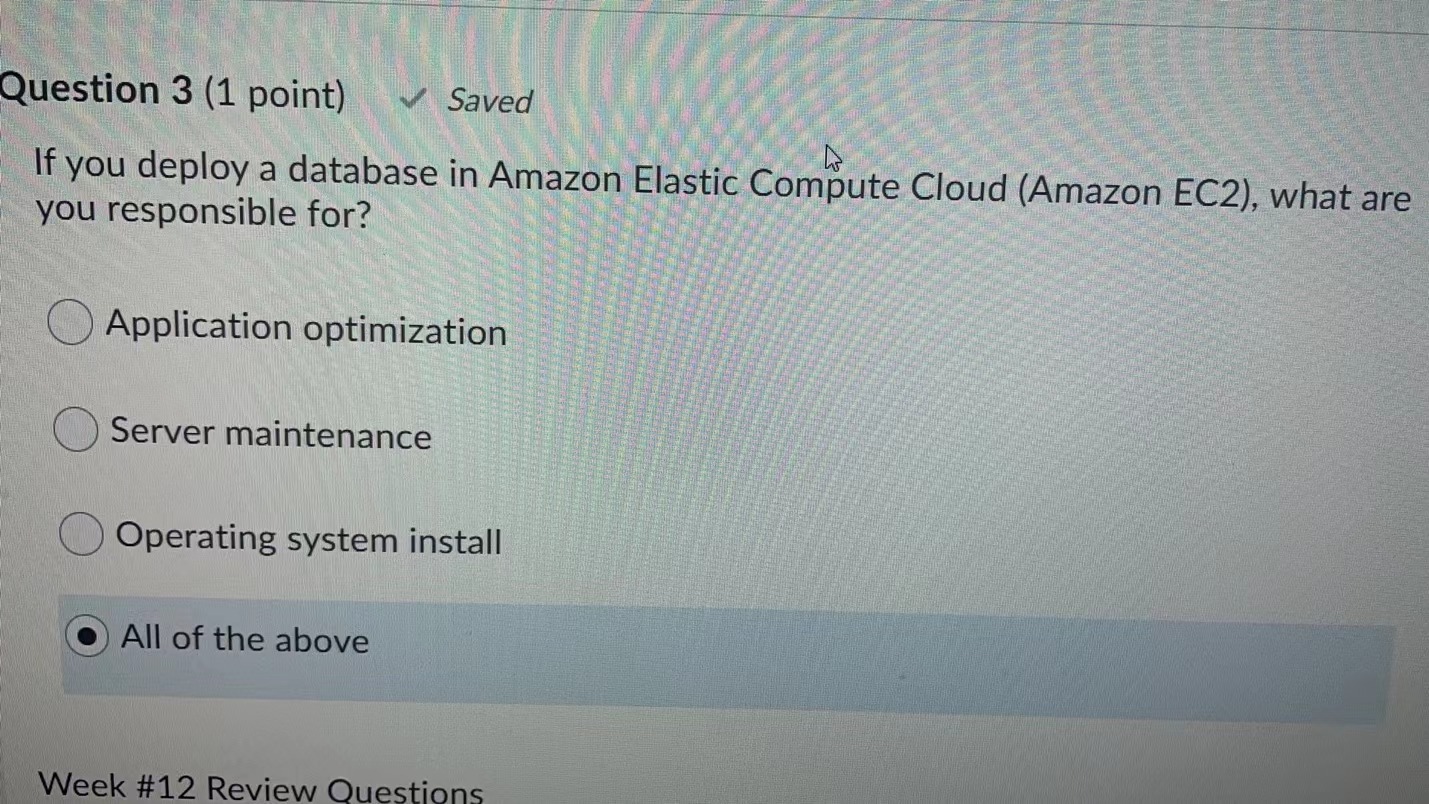 Question 3 (1 point) ✓ Saved
If you deploy a database in Amazon Elastic Compute Cloud (Amazon EC2), what are
you responsible for?
Application optimization
Server maintenance
Operating system install
All of the above
Week #12 Review Questions